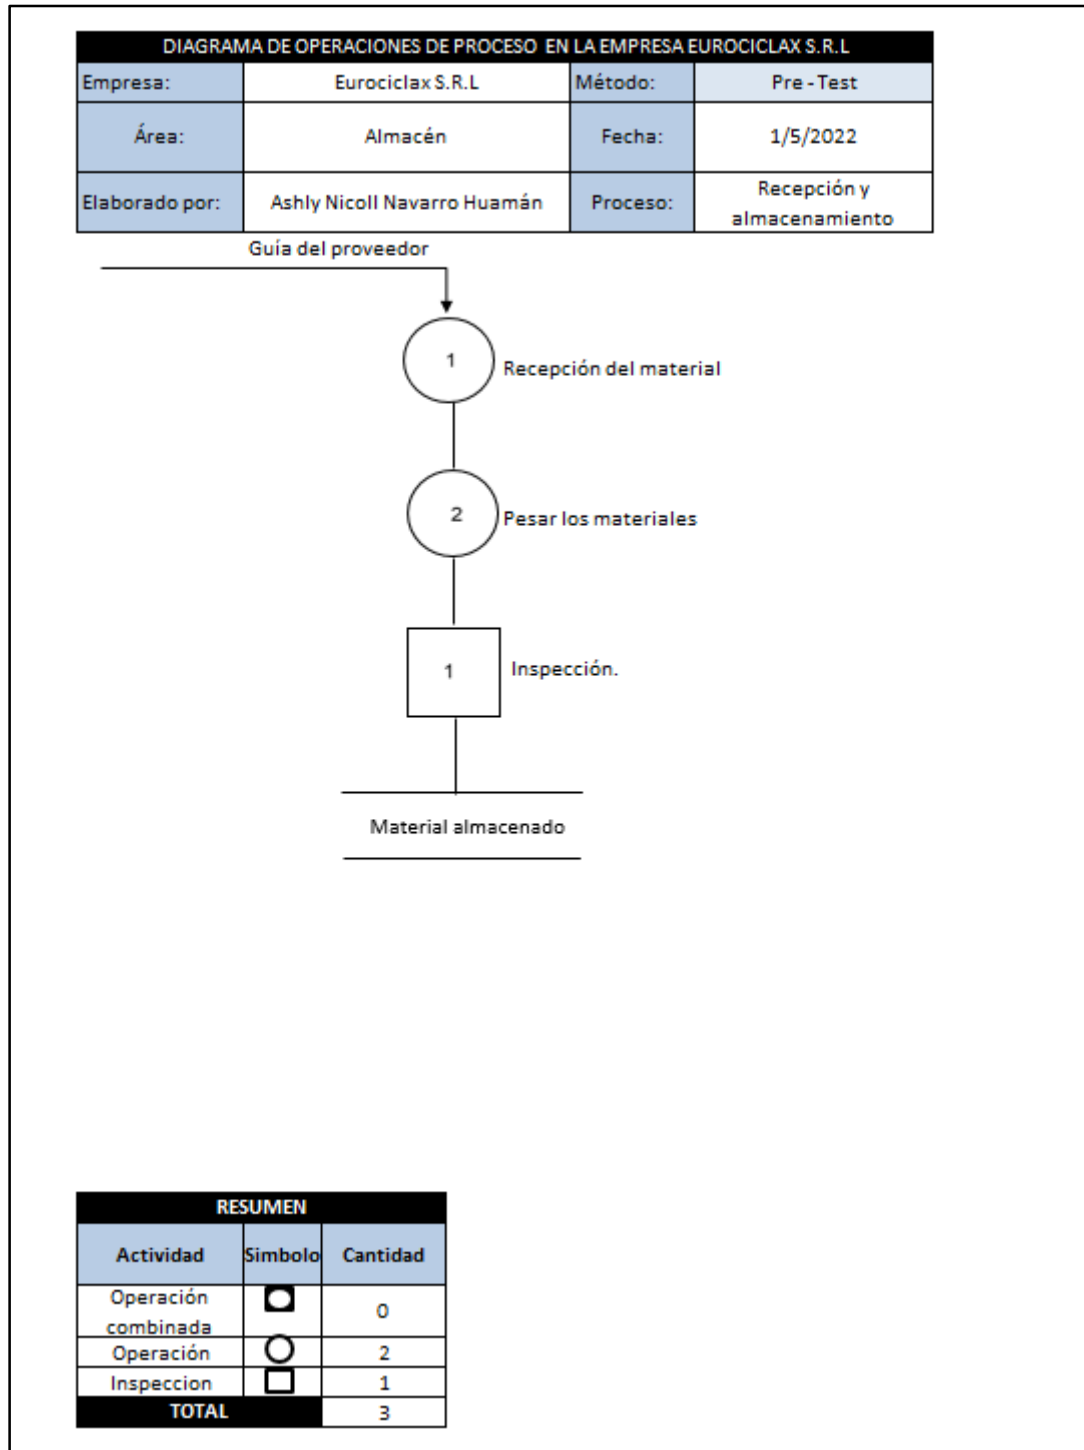 DIAGRAMA DE OPERACIONES DE PROCESO EN LA EMPRESA EUROCICLAX S.R.L
Empresa: Eurociclax S.R.L Método: Pre - Test
Área: Almacén Fecha: 1/5/2022
Elaborado por: Ashly Nicoll Navarro Huamán Proceso: Recepción y
almacenamiento
Guía del proveedor
1 Recepción del material
2 Pesar los materiales
1 Inspección.
Material almacenado
RESUMEN
Actividad Simbolo Cantidad
Operación
combinada 0
Operación 2
Inspeccion 1
TOTAL 3